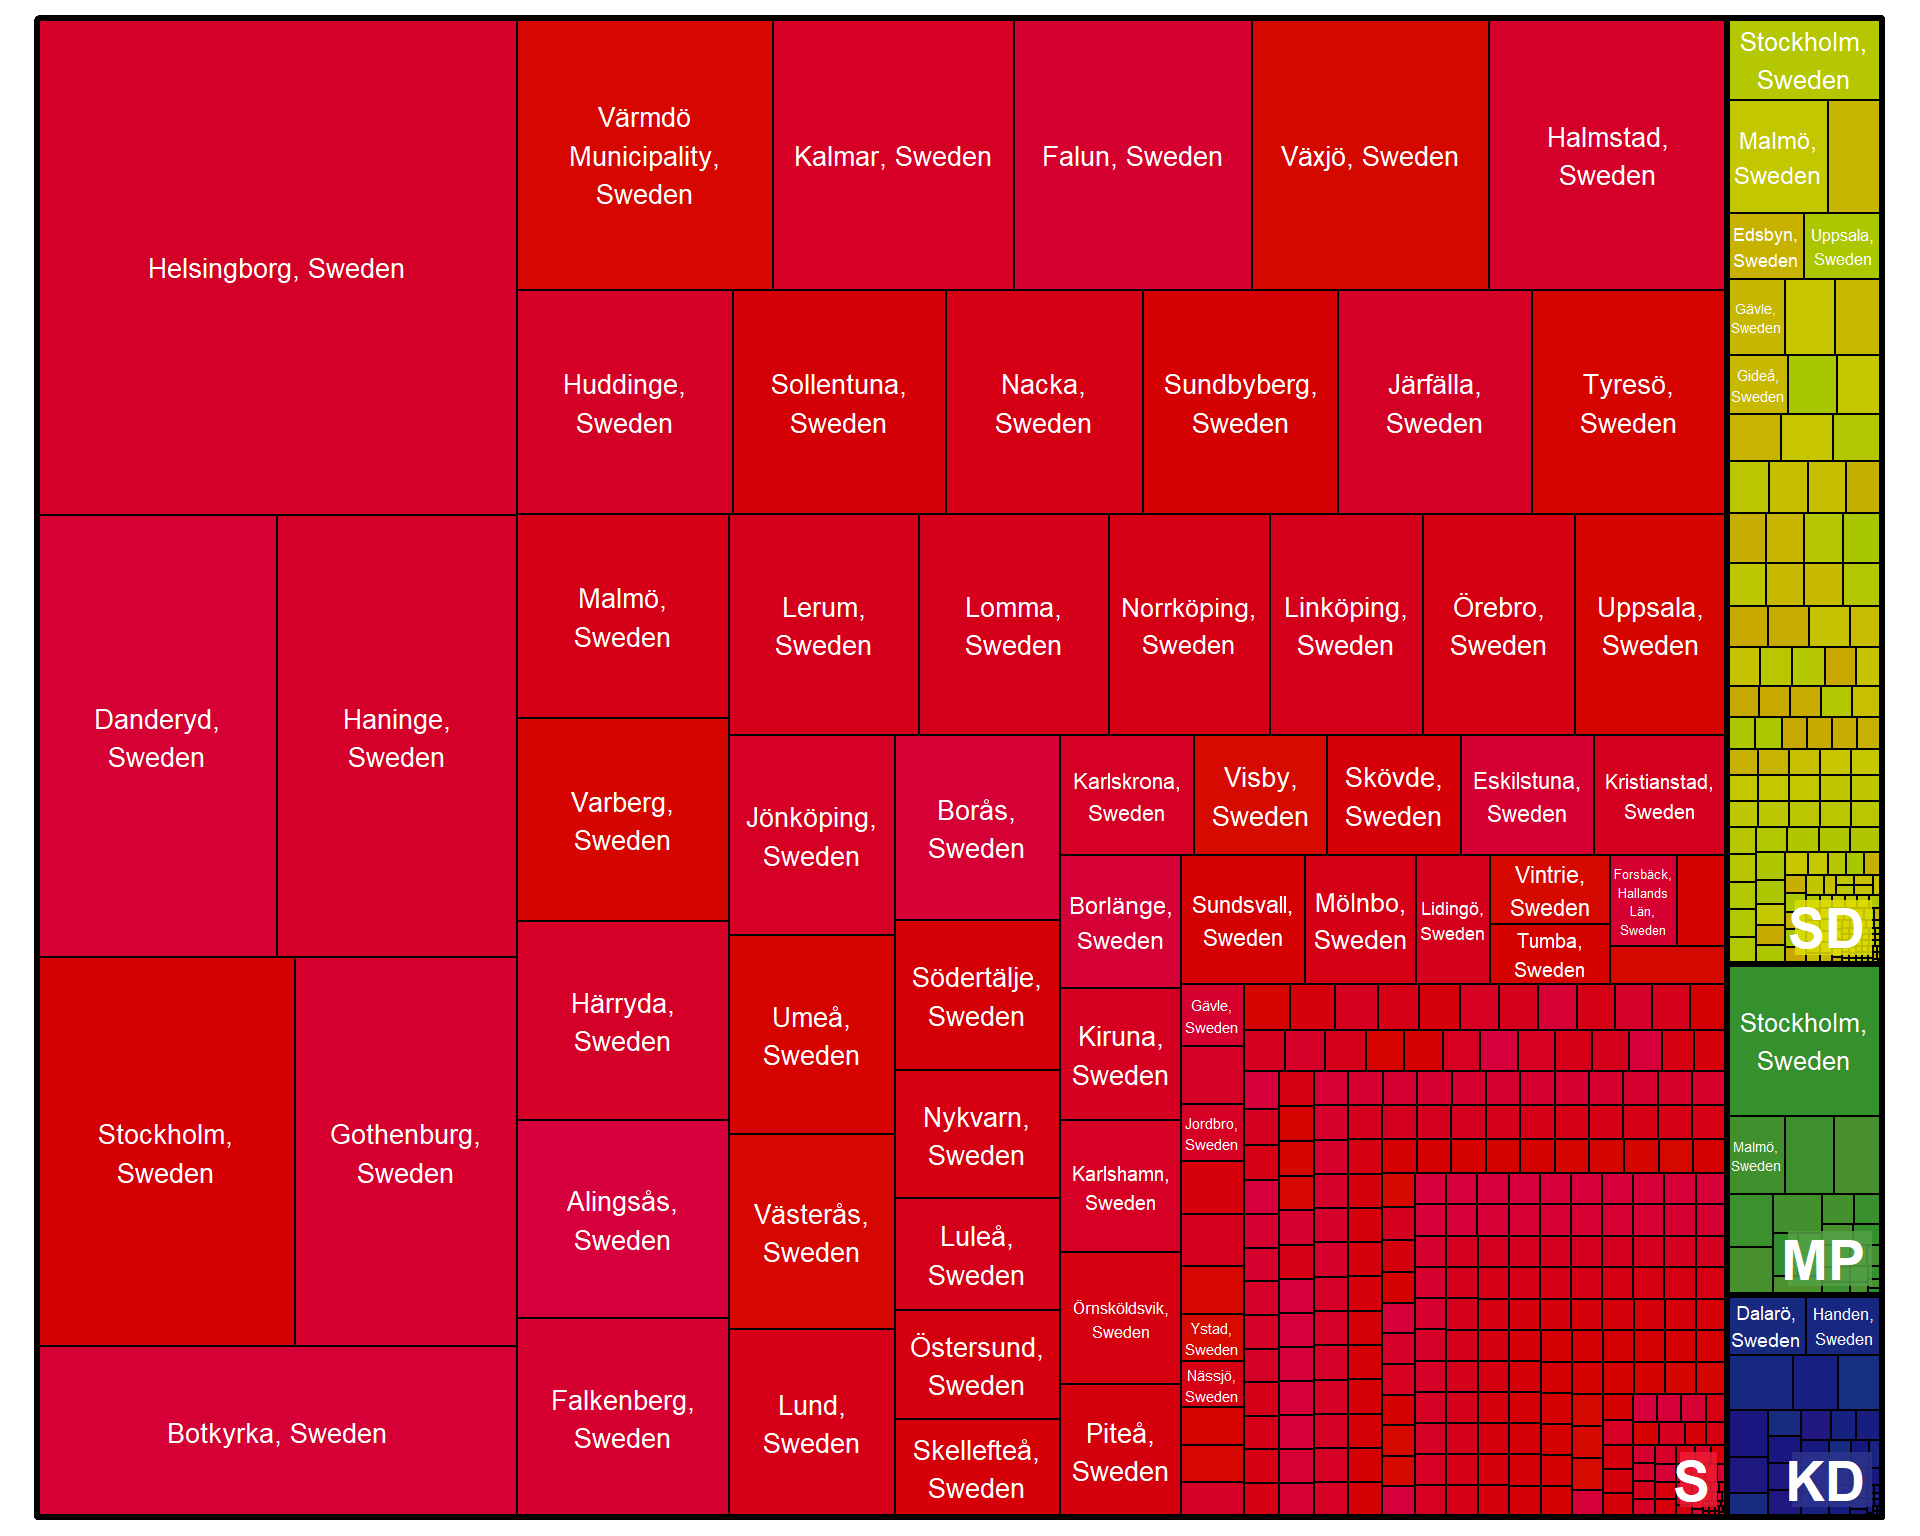 Helsingborg, Sweden
Värmdö
Municipality,
Sweden
Kalmar, Sweden
Falun, Sweden
Växjö, Sweden
Halmstad,
Sweden
Huddinge,
Sweden
Sollentuna,
Sweden
Nacka,
Sweden
Sundbyberg,
Sweden
Järfälla,
Sweden
Tyresö,
Sweden
Danderyd,
Sweden
Haninge,
Sweden
Malmö,
Sweden
Lerum,
Sweden
Lomma,
Sweden
Norrköping,
Sweden
Linköping,
Sweden
Örebro,
Sweden
Uppsala,
Sweden
Varberg,
Sweden
Jönköping,
Sweden
Borås,
Sweden
Karlskrona,
Sweden
Visby,
Sweden
Skövde,
Sweden
Eskilstuna,
Sweden
Kristianstad,
Sweden
Borlänge,
Sweden
Sundsvall,
Sweden
Mölnbo,
Sweden
Lidingö,
Sweden
Vintrie,
Sweden
Tumba,
Sweden
Forsbäck,
Hallands
Län,
Sweden
Stockholm,
Sweden
Gothenburg,
Sweden
Botkyrka, Sweden
Härryda,
Sweden
Alingsås,
Sweden
Falkenberg,
Sweden
Umeå,
Sweden
Västerås,
Sweden
Lund,
Sweden
Södertälje,
Sweden
Nykvarn,
Sweden
Luleå,
Sweden
Östersund,
Sweden
Skellefteå,
Sweden
Kiruna,
Sweden
Karlshamn,
Sweden
Örnsköldsvik,
Sweden
Piteå,
Sweden
Gävle,
Sweden
Jordbro,
Sweden
Ystad,
Sweden
Nässjö,
Sweden
S
Stockholm,
Sweden
Malmö,
Sweden
Edsbyn,
Sweden
Uppsala,
Sweden
Gävle,
Sweden
Gideå,
Sweden
SD
Stockholm,
Sweden
Malmö,
Sweden
MP
Dalarö,
Sweden
Handen,
Sweden
KD